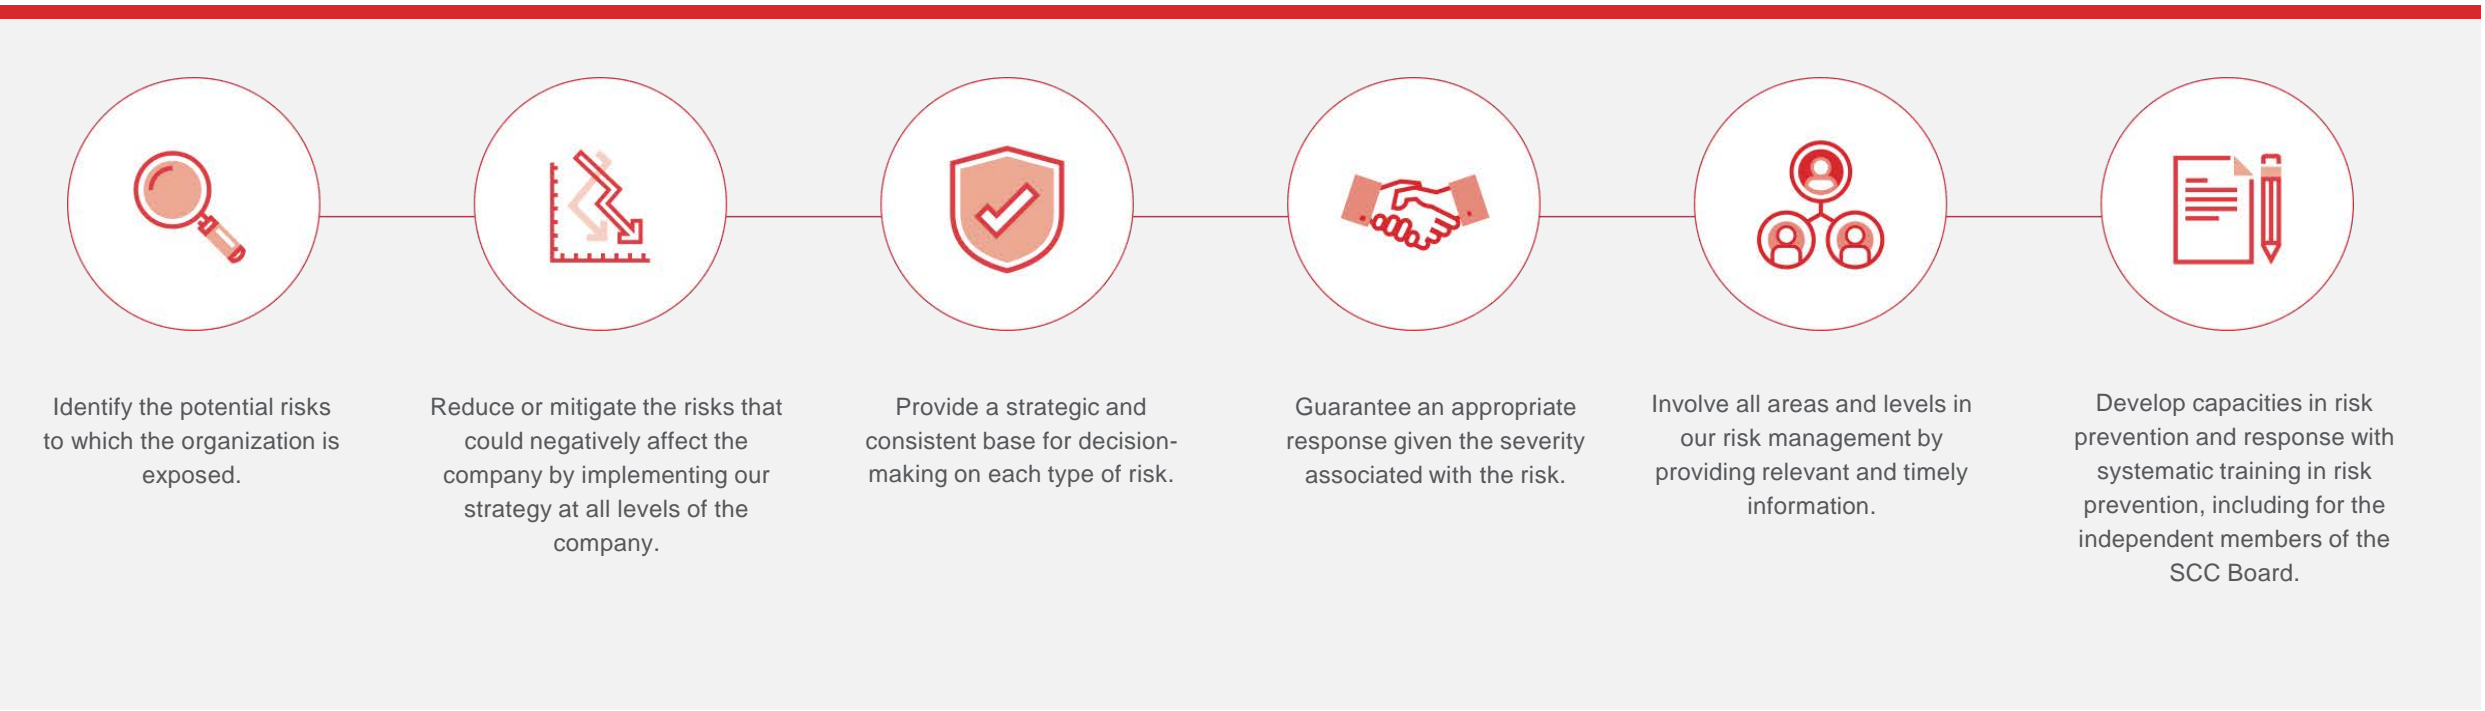 Identify the potential risks
to which the organization is
exposed.
Reduce or mitigate the risks that
could negatively affect the
company by implementing our
strategy at all levels of the
company.
Provide a strategic and
consistent base for decision-
making on each type of risk.
Guarantee an appropriate
response given the severity
associated with the risk.
Involve all areas and levels in
our risk management by
providing relevant and timely
information.
Develop capacities in risk
prevention and response with
systematic training in risk
prevention, including for the
independent members of the
SCC Board.